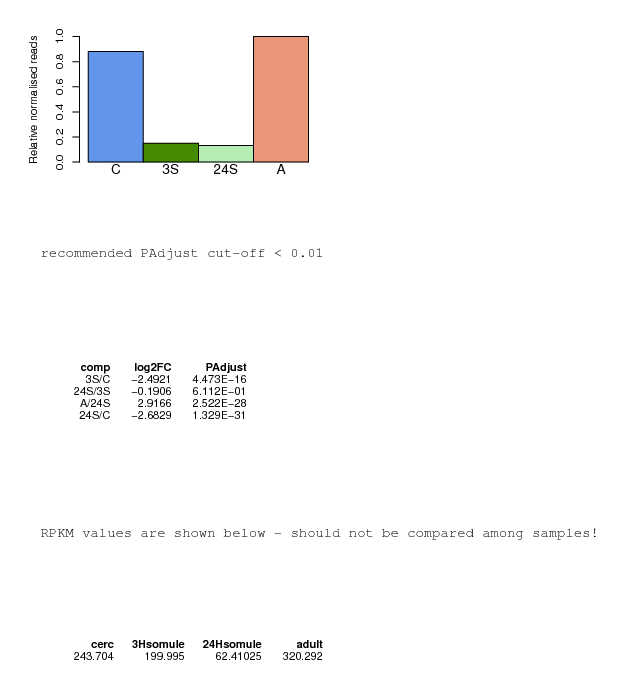 Relative normalised reads
1.0
0.8
0.6
0.4
0.2
0.0
C 3S 24S A
recommended PAdjust cut-off < 0.01
comp log2FC PAdjust
3S/C −2.4921 4.473E−16
24S/3S −0.1906 6.112E−01
A/24S 2.9166 2.522E−28
24S/C −2.6829 1.329E−31
RPKM values are shown below - should not be compared among samples!
cerc 3Hsomule 24Hsomule adult
243.704 199.995 62.41025 320.292